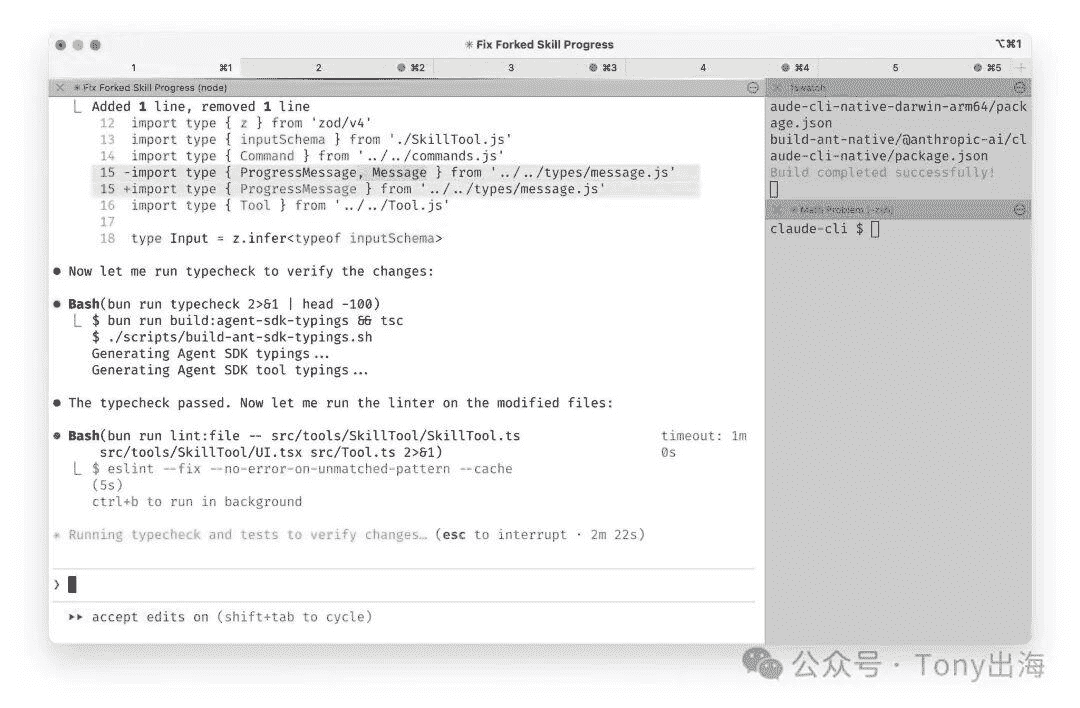 ✳ Fix Forked Skill Progress
⌥⌘1
1 ⌘1 2 ⌘2 3 ⌘3 4 ⌘4 5 ⌘5 +
✳ Fix Forked Skill Progress (node)
⎣ Added 1 line, removed 1 line
12 import type { z } from 'zod/v4'
13 import type { inputSchema } from './SkillTool.js'
14 import type { Command } from '../../commands.js'
15 -import type { ProgressMessage, Message } from '../../types/message.js'
15 +import type { ProgressMessage } from '../../types/message.js'
16 import type { Tool } from '../../Tool.js'
17
18 type Input = z.infer<typeof inputSchema>
● Now let me run typecheck to verify the changes:
● Bash(bun run typecheck 2>&1 | head -100)
⎣ $ bun run build:agent-sdk-typings && tsc
$ ./scripts/build-ant-sdk-typings.sh
Generating Agent SDK typings...
Generating Agent SDK tool typings...
● The typecheck passed. Now let me run the linter on the modified files:
● Bash(bun run lint:file -- src/tools/SkillTool/SkillTool.ts timeout: 1m
src/tools/SkillTool/UI.tsx src/Tool.ts 2>&1) 0s
⎣ $ eslint --fix --no-error-on-unmatched-pattern --cache
(5s)
ctrl+b to run in background
✳ Running typecheck and tests to verify changes… (esc to interrupt · 2m 22s)
❯
▸▸ accept edits on (shift+tab to cycle)
aude-cli-native-darwin-arm64/pack
age.json
build-ant-native/@anthropic-ai/cl
aude-cli-native/package.json
Build completed successfully!
✳ Math Problem (-zsh)
claude-cli $
公众号 · Tony出海